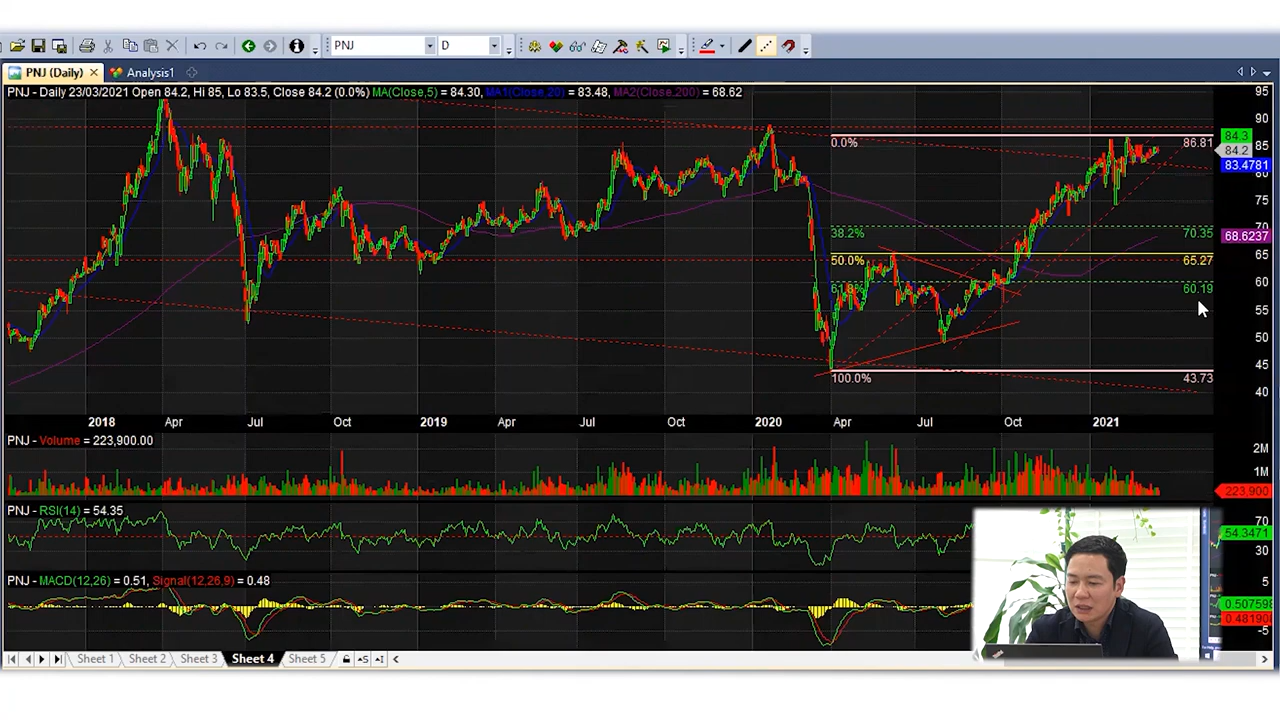 PNJ D
PNJ (Daily) Analysis1
PNJ - Daily 23/03/2021 Open 84.2, Hi 85, Lo 83.5, Close 84.2 (0.0%) MA(Close,5) = 84.30, MA1(Close,20) = 83.48, MA2(Close,200) = 68.62
95
90
84.3
0.0% 86.81
85
84.2
83.4781
80
75
38.2% 70.35
70
68.6237
50.0% 65.27
65
61.8% 60.19
60
55
50
45
100.0% 43.73
40
2018 Apr Jul Oct 2019 Apr Jul Oct 2020 Apr Jul Oct 2021
PNJ - Volume = 223,900.00
2M
1M
223,900
PNJ - RSI(14) = 54.35
70
54.3471
30
PNJ - MACD(12,26) = 0.51, Signal(12,26,9) = 0.48
5
0.507598
0.481908
-5
Sheet 1 Sheet 2 Sheet 3 Sheet 4 Sheet 5